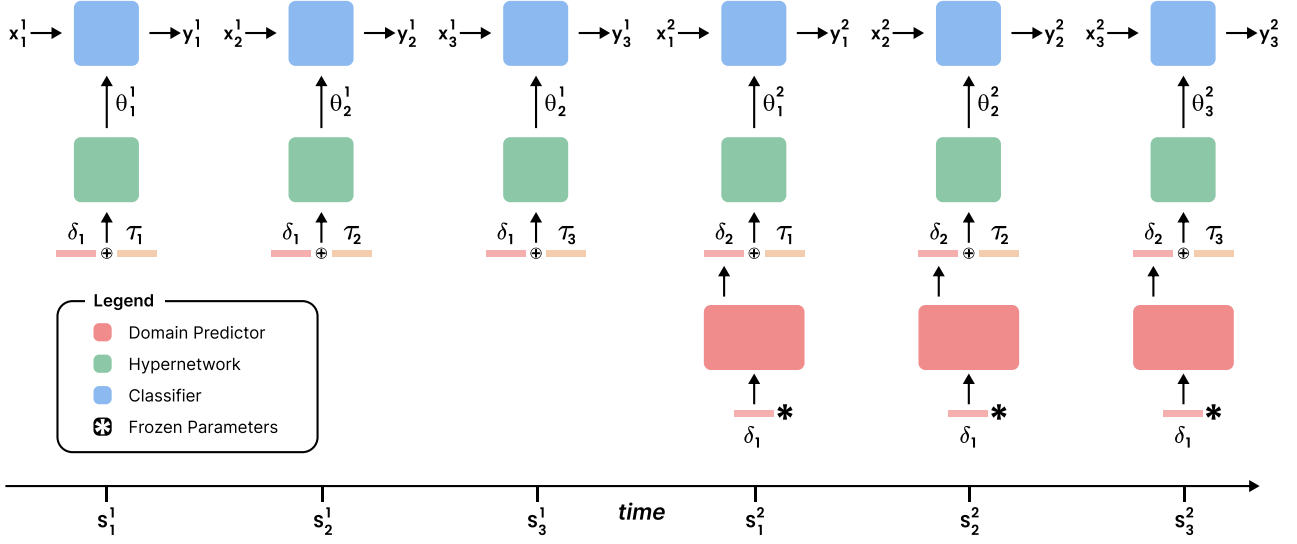 x₁¹ y₁¹ x₂¹ y₂¹ x₃¹ y₃¹ x₁² y₁² x₂² y₂² x₃² y₃²
θ₁¹ θ₂¹ θ₂¹ θ₁² θ₂² θ₃²
δ₁ τ₁ δ₁ τ₂ δ₁ τ₃ δ₂ τ₁ δ₂ τ₂ δ₂ τ₃
⊕ ⊕ ⊕ ⊕ ⊕ ⊕
Legend
Domain Predictor
Hypernetwork
Classifier
✱ Frozen Parameters
* * *
δ₁ δ₁ δ₁
s₁¹ s₂¹ s₃¹ time s₁² s₂² s₃²